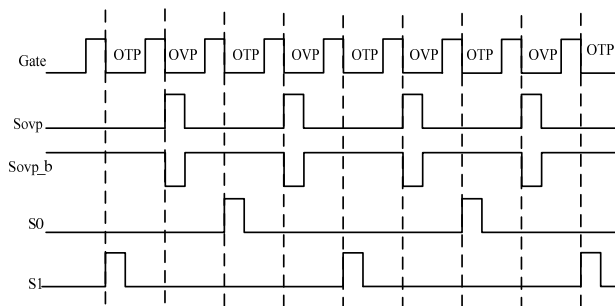 Gate OTP OVP OTP OVP OTP OVP OTP OVP OTP
Sovp
Sovp_b
S0
S1